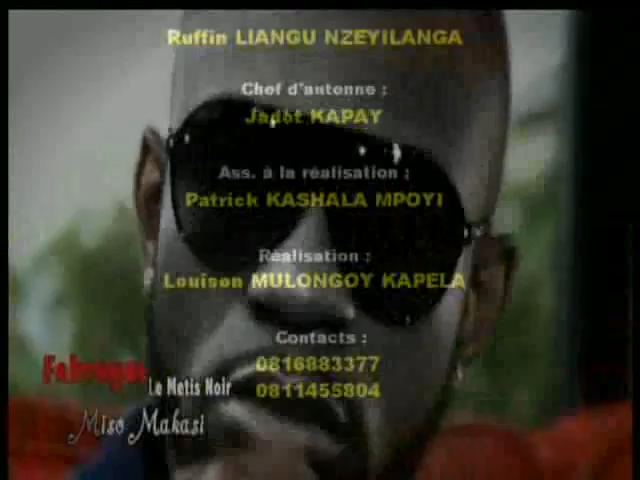 Ruffin LIANGU NZEYILANGA
Chef d'antenne :
Jadot KAPAY
Ass. à la réalisation :
Patrick KASHALA MPOYI
Réalisation :
Louison MULONGOY KAPELA
Contacts :
0816883377
0811455804
Fabregas
Le Metis Noir
Miso Makasi